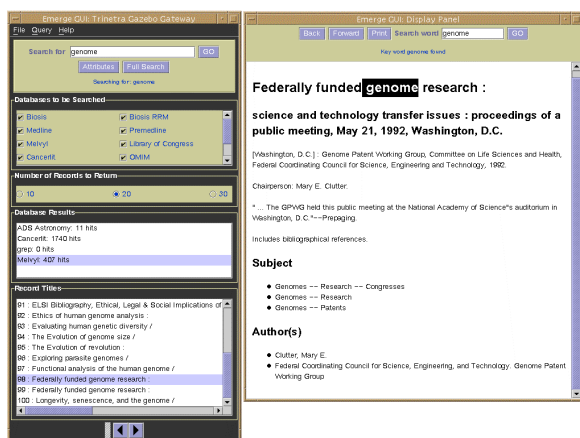 Emerge GUI: Trinetra Gazebo Gateway
File Query Help
Search for genome GO
Attributes Full Search
Searching for: genome
Databases to be Searched
Biosis Biosis RRM
Medline Premedline
Melvyl Library of Congress
Cancerlit OMIM
Number of Records to Return
10 20 30
Database Results
ADS Astronomy: 11 hits
Cancerlit: 1740 hits
grep: 0 hits
Melvyl: 407 hits
Record Titles
91 : ELSI Bibliography, Ethical, Legal & Social Implications of
92 : Ethics of human genome analysis :
93 : Evaluating human genetic diversity /
94 : The Evolution of genome size /
95 : The Evolution of revolution :
96 : Exploring parasite genomes /
97 : Functional analysis of the human genome /
98 : Federally funded genome research :
99 : Federally funded genome research :
100 : Longevity, senescence, and the genome /
Emerge GUI: Display Panel
Back Forward Print Search word genome GO
Key word genome found
Federally funded genome research :
science and technology transfer issues : proceedings of a
public meeting, May 21, 1992, Washington, D.C.
[Washington, D.C.] : Genome Patent Working Group, Committee on Life Sciences and Health,
Federal Coordinating Council for Science, Engineering and Technology, 1992.
Chairperson: Mary E. Clutter.
" ... The GPWG held this public meeting at the National Academy of Science"s auditorium in
Washington, D.C."--Prepaging.
Includes bibliographical references.
Subject
Genomes -- Research -- Congresses
Genomes -- Research
Genomes -- Patents
Author(s)
Clutter, Mary E.
Federal Coordinating Council for Science, Engineering, and Technology. Genome Patent
Working Group